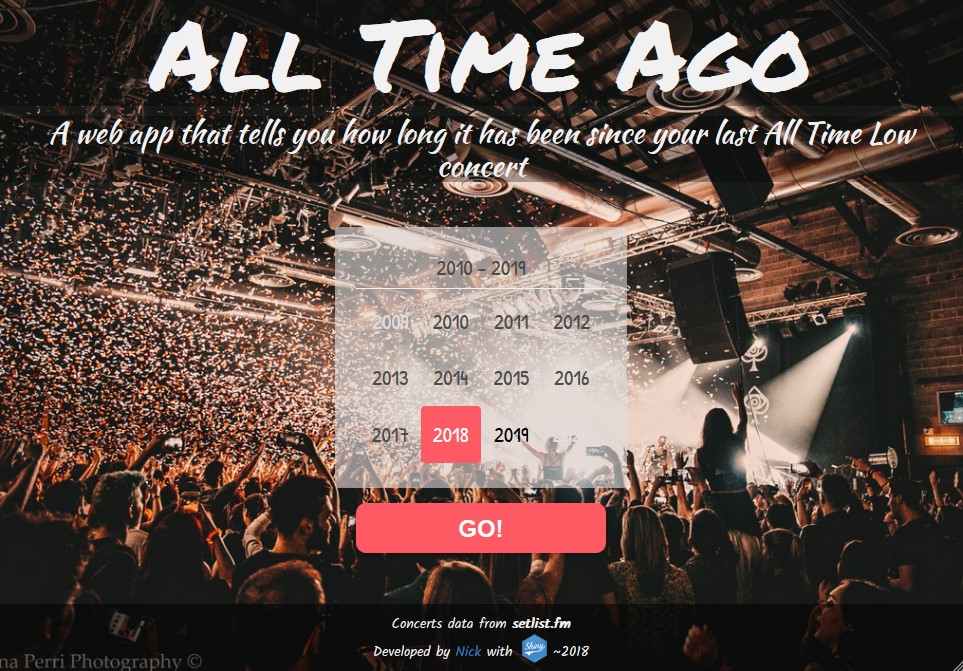 All Time Ago
A web app that tells you how long it has been since your last All Time Low
concert
2010 - 2019
2009 2010 2011 2012
2013 2014 2015 2016
2017 2018 2019
GO!
Concerts data from setlist.fm
Developed by Nick with Shiny ~2018
na Perri Photography ©